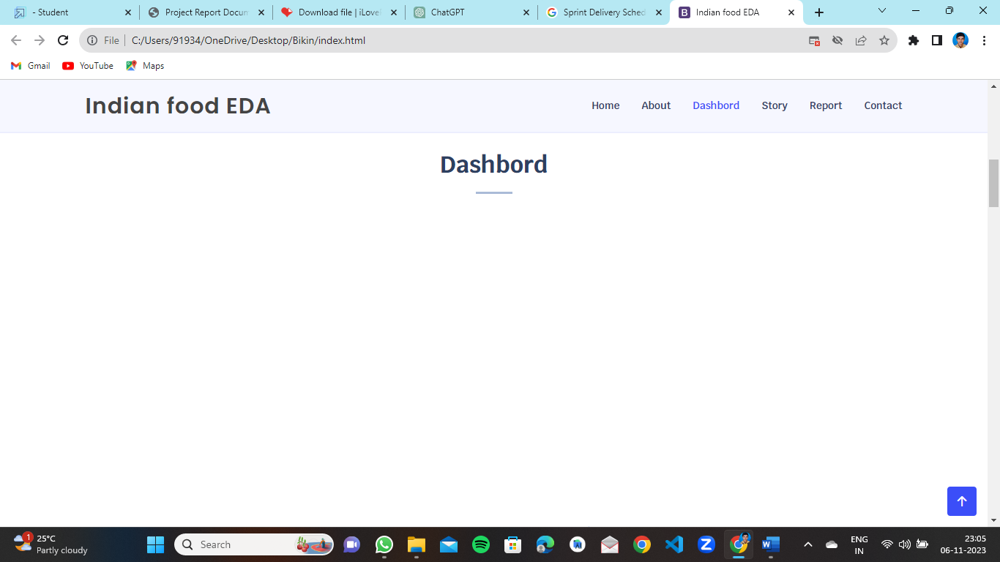 - Student
Project Report Docum
Download file | iLovel
ChatGPT
Sprint Delivery Sched
Indian food EDA
File
C:/Users/91934/OneDrive/Desktop/Bikin/index.html
Gmail
YouTube
Maps
Indian food EDA
Home
About
Dashbord
Story
Report
Contact
Dashbord
1
25°C
Partly cloudy
Search
ENG
IN
23:05
06-11-2023